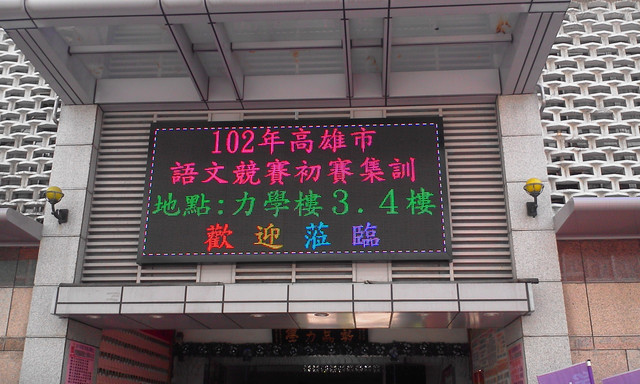 102年高雄市
語文競賽初賽集訓
地點:力學樓3.4樓
歡迎蒞臨